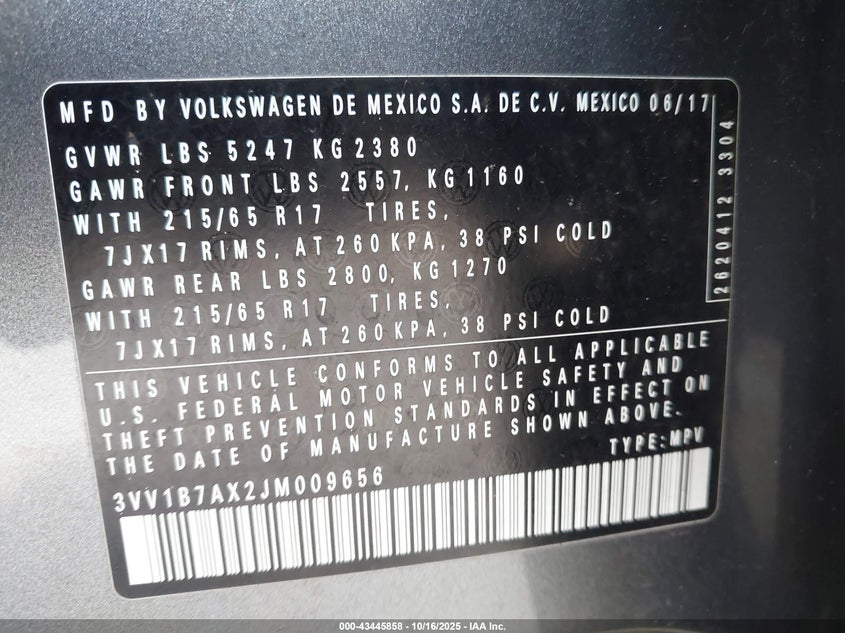 MFD BY VOLKSWAGEN DE MEXICO S.A. DE C.V. MEXICO 06/17
GVWR LBS 5247 KG 2380
GAWR FRONT LBS 2557, KG 1160
WITH 215/65 R17 TIRES,
7JX17 RIMS, AT 260 KPA, 38 PSI COLD
GAWR REAR LBS 2800, KG 1270
WITH 215/65 R17 TIRES,
7JX17 RIMS, AT 260 KPA, 38 PSI COLD
2620412 3304
THIS VEHICLE CONFORMS TO ALL APPLICABLE
U.S. FEDERAL MOTOR VEHICLE SAFETY AND
THEFT PREVENTION STANDARDS IN EFFECT ON
THE DATE OF MANUFACTURE SHOWN ABOVE.
TYPE: MPV
3VV1B7AX2JM009656
000-43445858 - 10/16/2025 - IAA Inc.